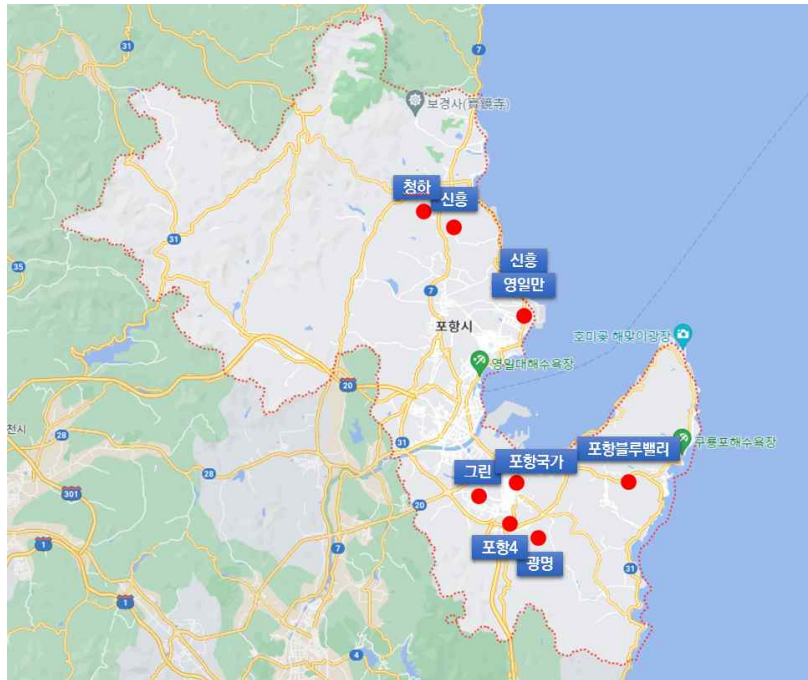 31
7
보경사(寶鏡寺)
청하
신흥
31
신흥
영일만
35
7
포항시
호미곶 해맞이광장
영일대해수욕장
20
천시
28
31
구룡포해수욕장
포항국가
포항블루밸리
그린
28
301
20
포항4
광명
1
7
31
1
4